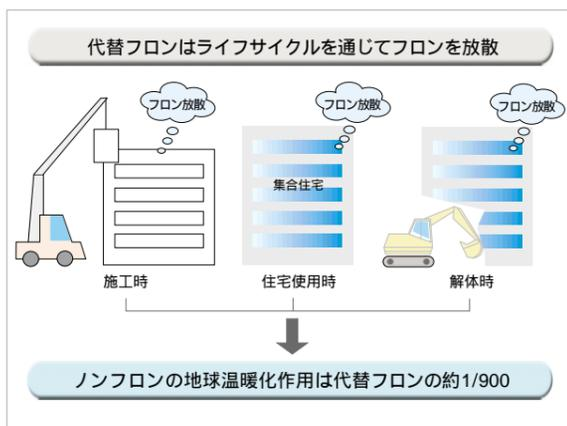 代替フロンはライフサイクルを通じてフロンを放散
フロン放散
フロン放散
フロン放散
集合住宅
施工時
住宅使用時
解体時
ノンフロンの地球温暖化作用は代替フロンの約1/900